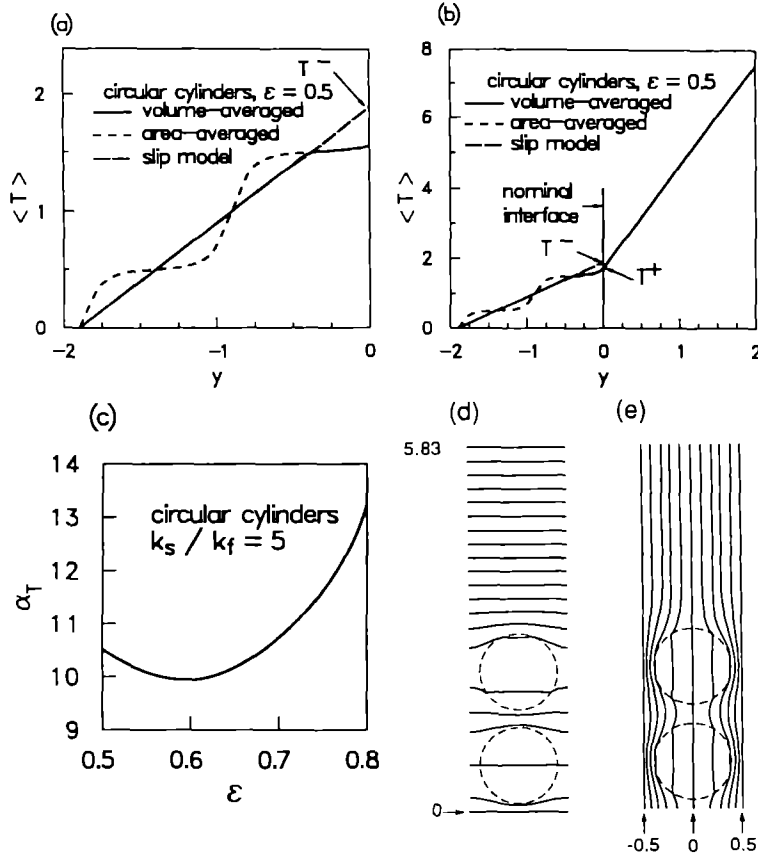 (a)
T⁻
circular cylinders, ε = 0.5
volume-averaged
area-averaged
slip model
2
1
0
<T>
-2
-1
0
y
(b)
8
6
4
2
0
<T>
circular cylinders, ε = 0.5
volume-averaged
area-averaged
slip model
nominal
interface
T⁻
T⁺
-2
-1
0
1
2
y
(c)
14
13
12
11
10
9
α_T
circular cylinders
k_s / k_f = 5
0.5
0.6
0.7
0.8
ε
(d)
5.83
0
(e)
-0.5
0
0.5